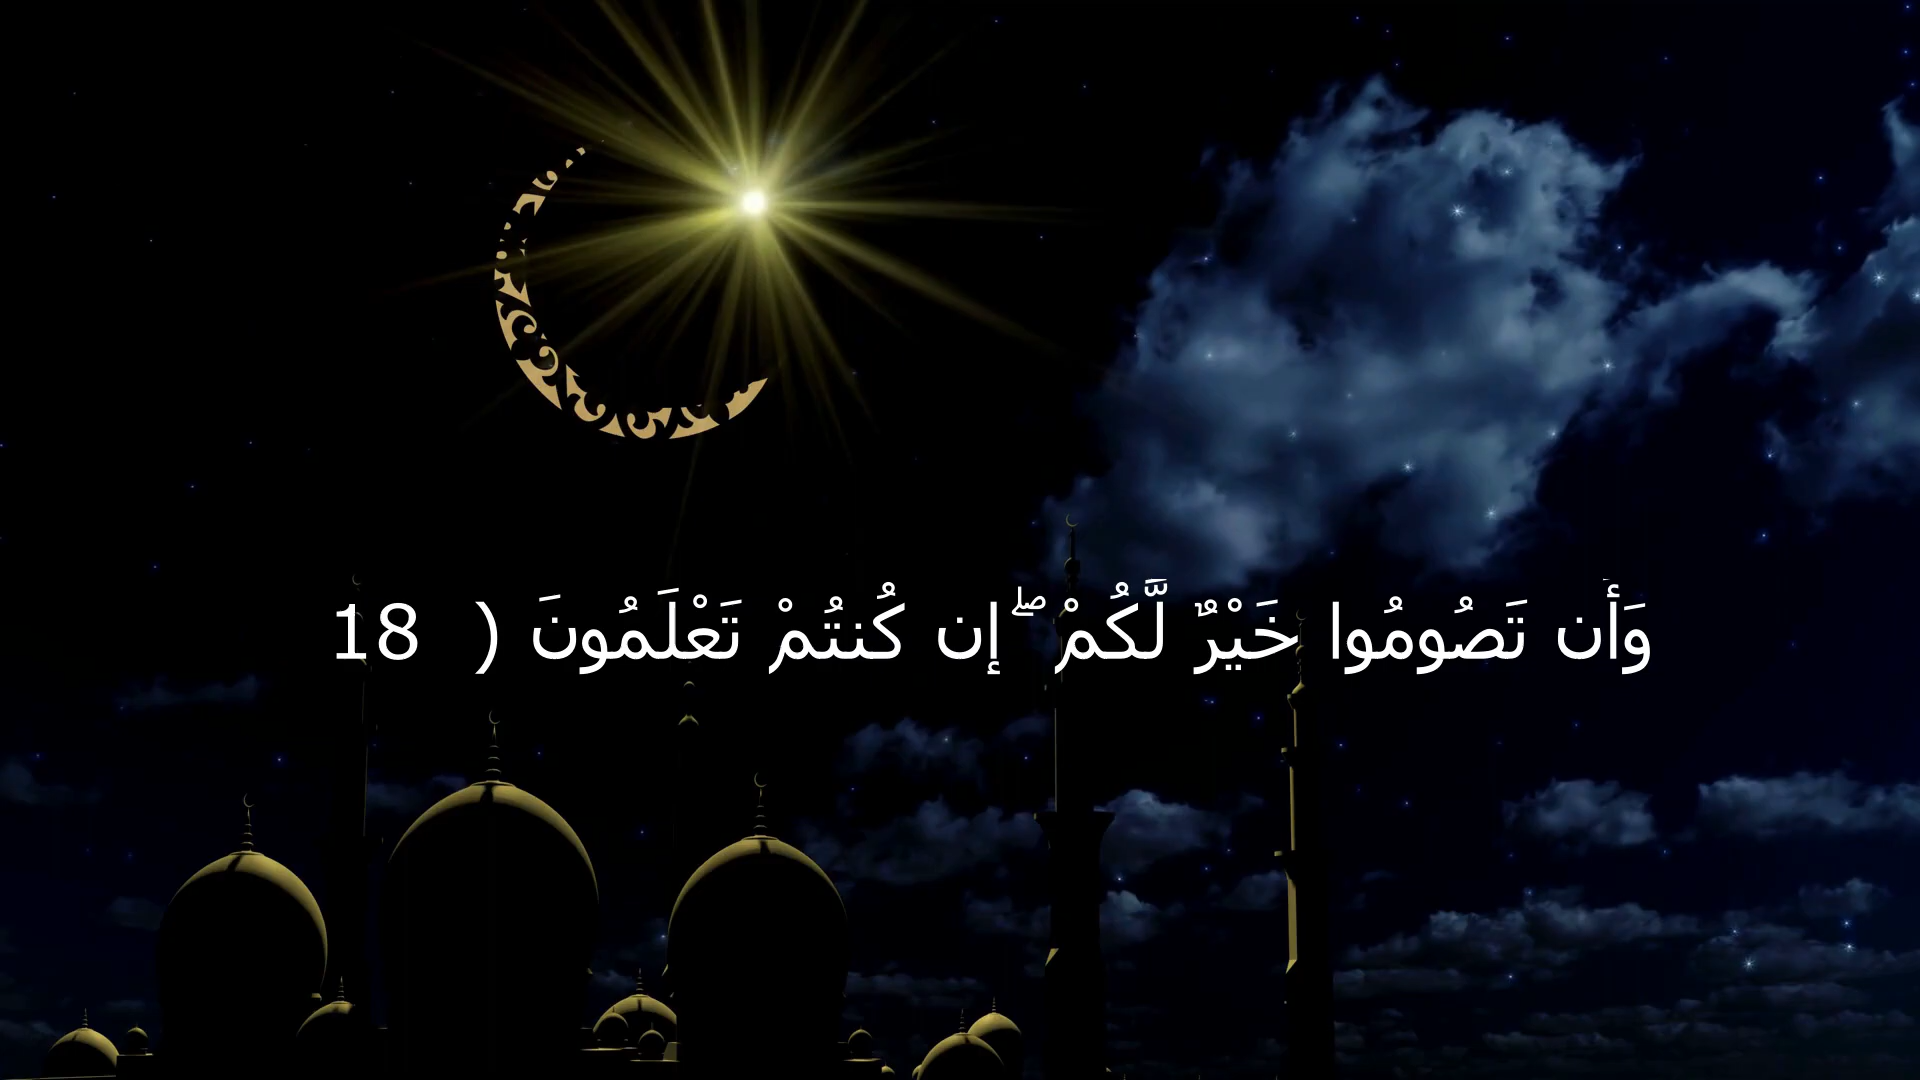 وَأَن تَصُومُوا خَيْرٌ لَّكُمْ ۖ إِن كُنتُمْ تَعْلَمُونَ ( 18